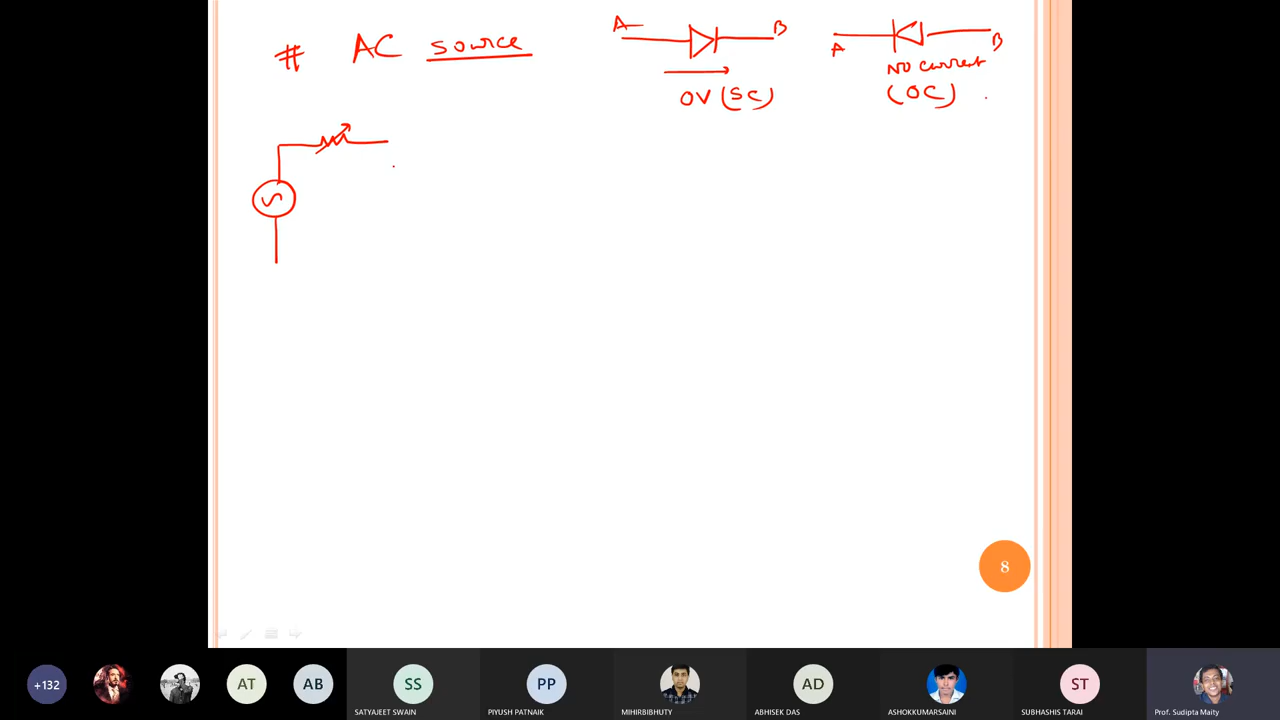 # AC source
A B
0V (SC)
A B
No current
(OC)
8
+132
AT
AB
SS
SATYAJEET SWAIN
PP
PIYUSH PATNAIK
MIHIRBIBHUTY
AD
ABHISEK DAS
ASHOKKUMARSAINI
ST
SUBHASHIS TARAI
Prof. Sudipta Maity